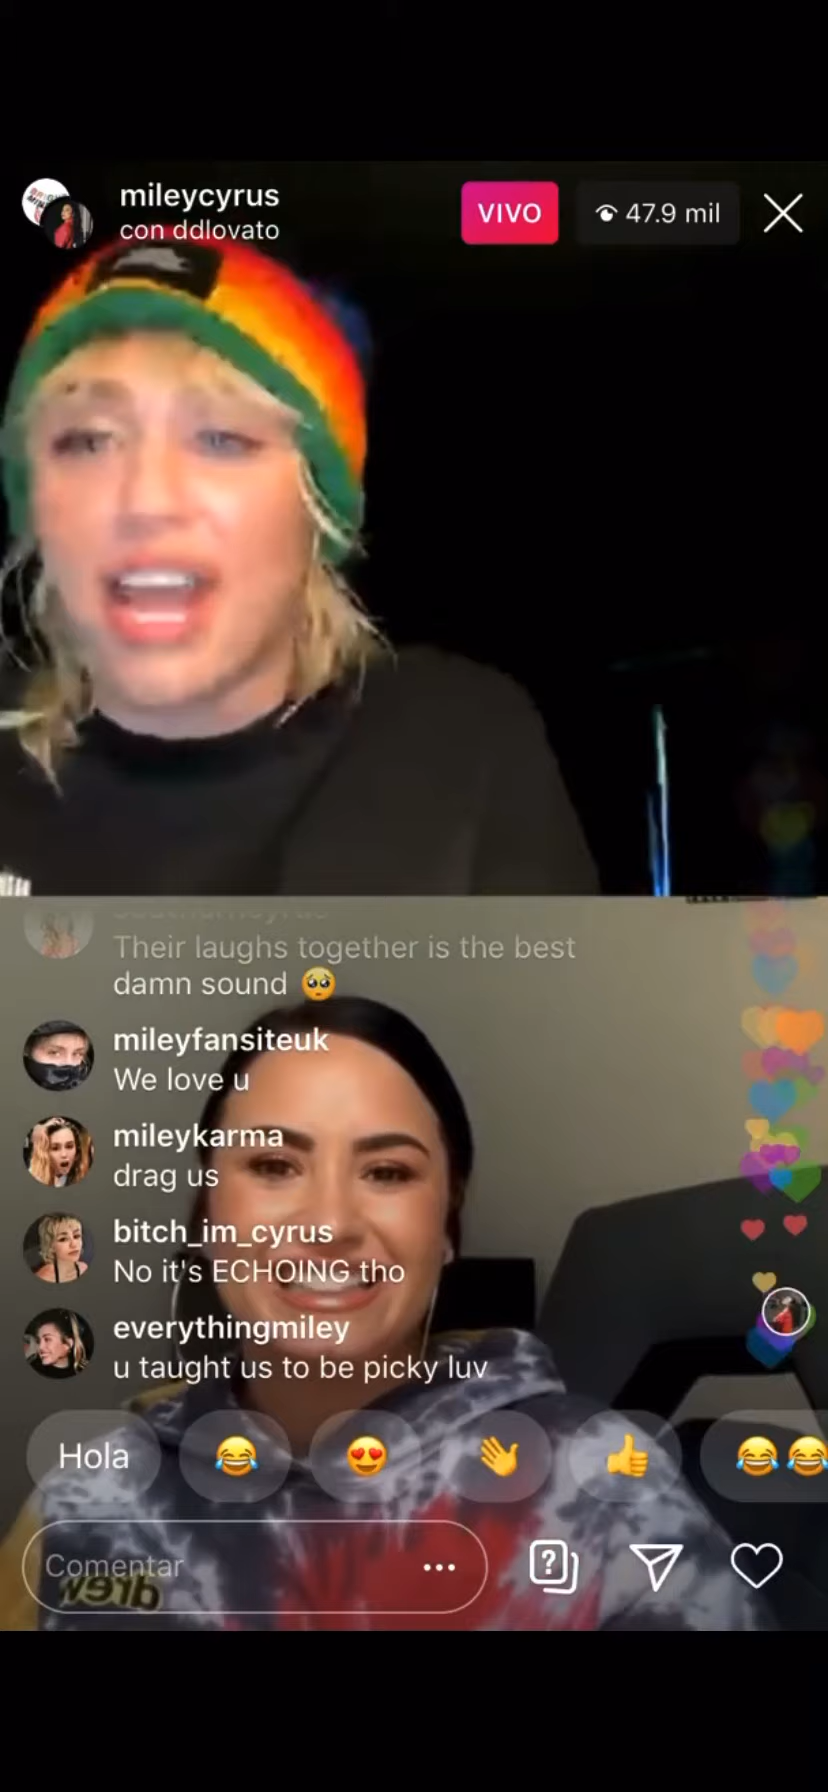 mileycyrus
con ddlovato
VIVO
47.9 mil
Their laughs together is the best
damn sound 🥺
mileyfansiteuk
We love u
mileykarma
drag us
bitch_im_cyrus
No it's ECHOING tho
everythingmiley
u taught us to be picky luv
Hola
Comentar
drew